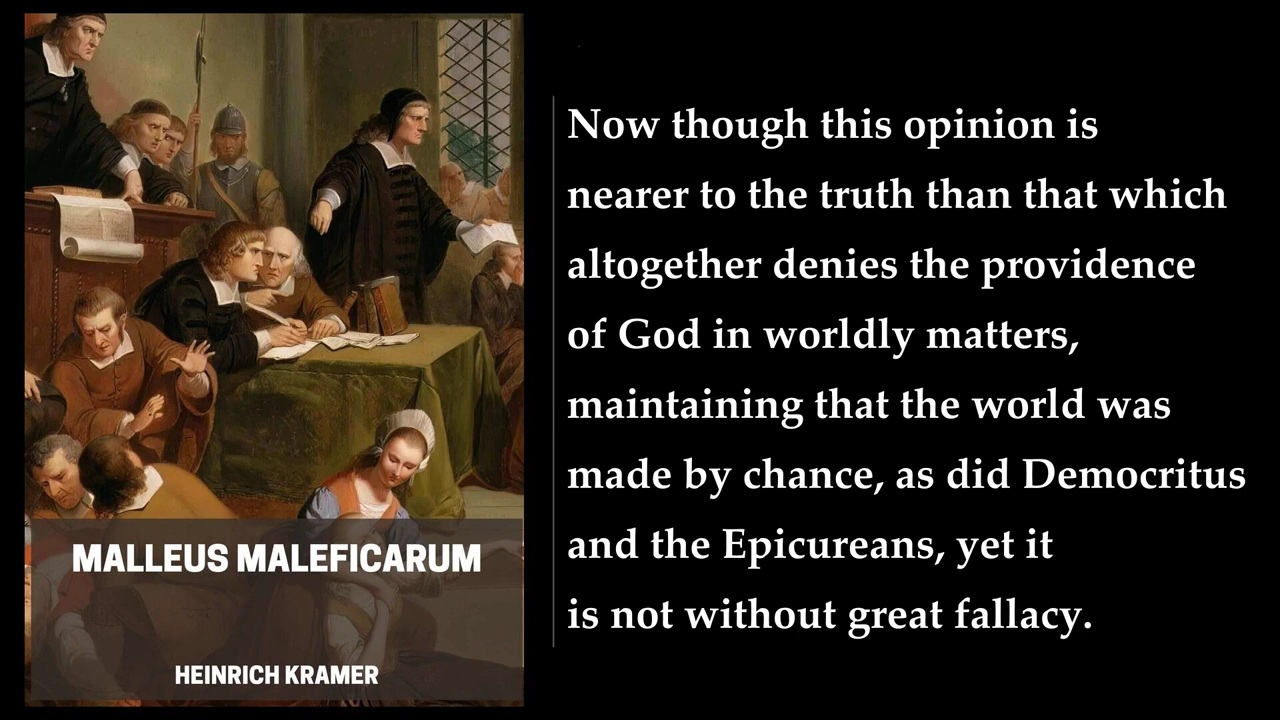 MALLEUS MALEFICARUM
HEINRICH KRAMER
Now though this opinion is
nearer to the truth than that which
altogether denies the providence
of God in worldly matters,
maintaining that the world was
made by chance, as did Democritus
and the Epicureans, yet it
is not without great fallacy.